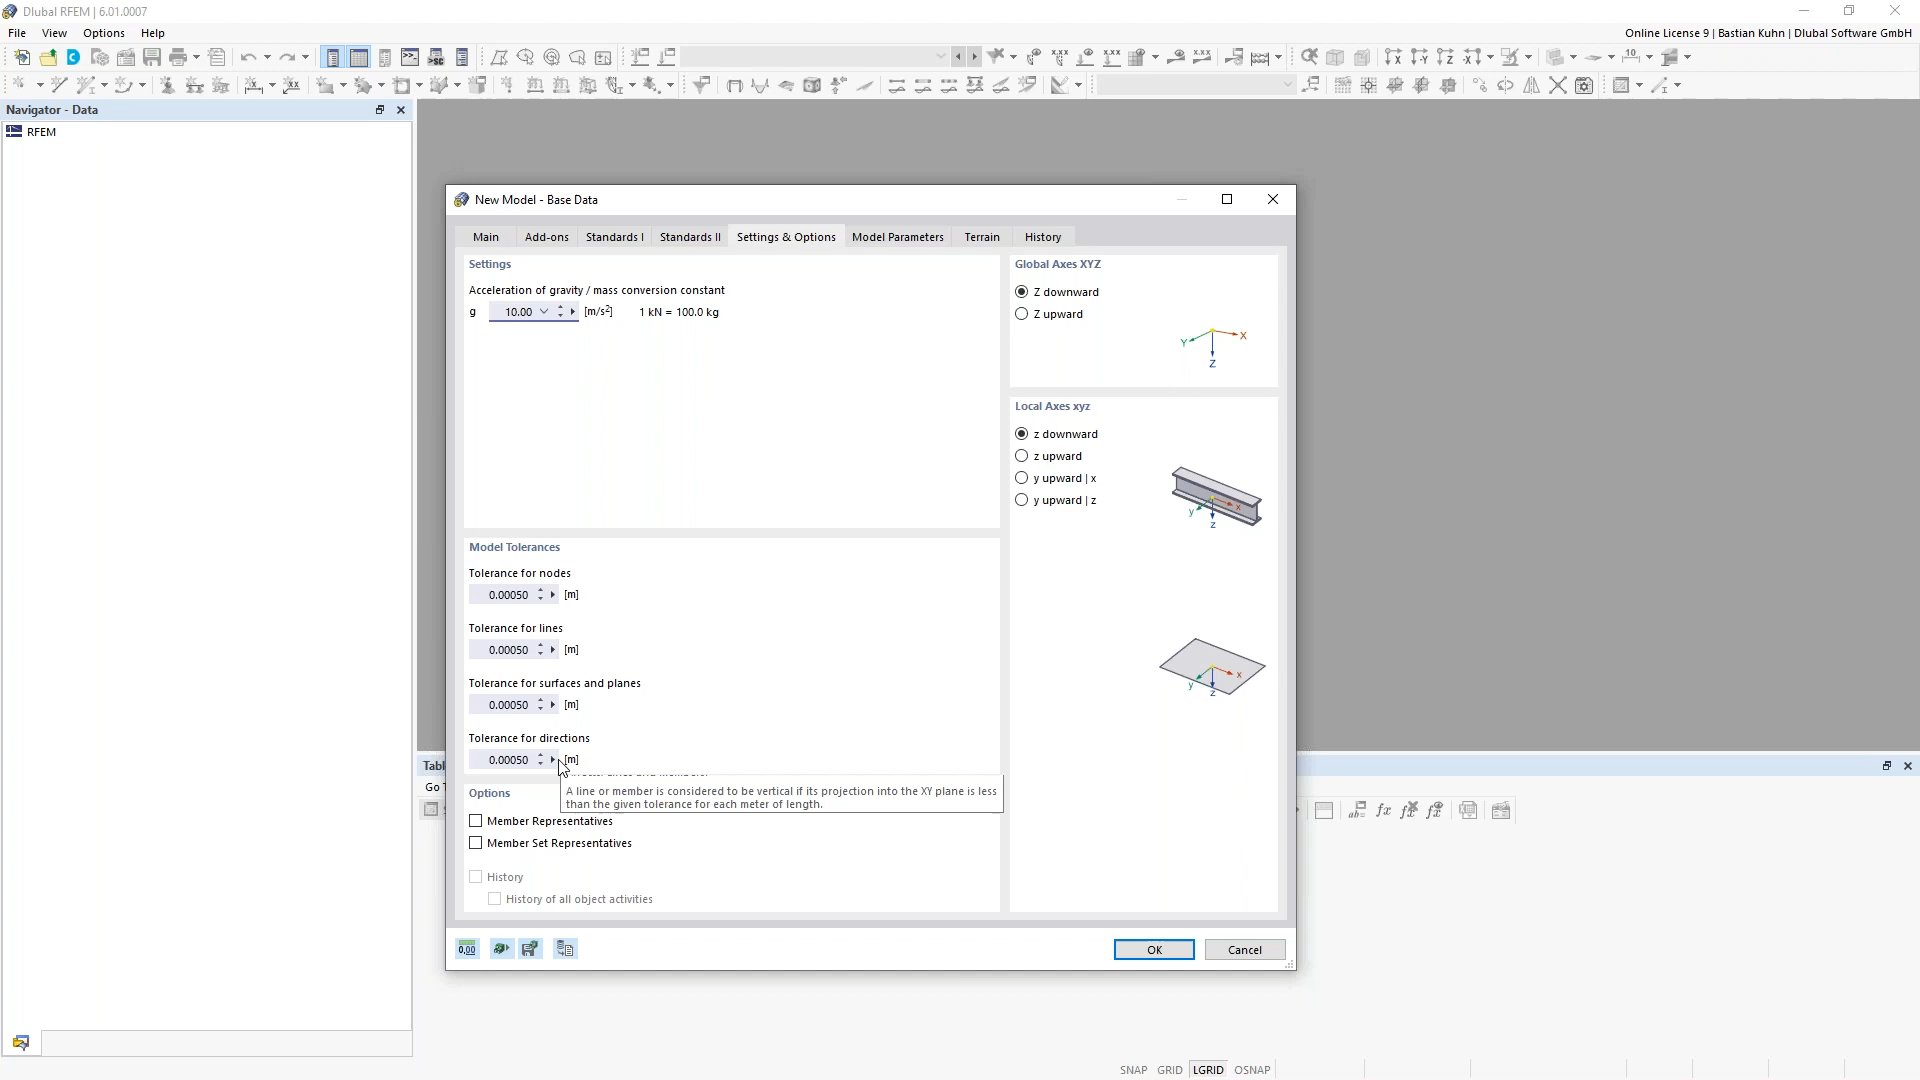 Dlubal RFEM | 6.01.0007
File View Options Help
Online License 9 | Bastian Kuhn | Dlubal Software GmbH
Navigator - Data
RFEM
New Model - Base Data
Main Add-ons Standards I Standards II Settings & Options Model Parameters Terrain History
Settings
Acceleration of gravity / mass conversion constant
g 10.00 [m/s²] 1 kN = 100.0 kg
Model Tolerances
Tolerance for nodes
0.00050 [m]
Tolerance for lines
0.00050 [m]
Tolerance for surfaces and planes
0.00050 [m]
Tolerance for directions
0.00050 [m]
A line or member is considered to be vertical if its projection into the XY plane is less
than the given tolerance for each meter of length.
Options
Member Representatives
Member Set Representatives
History
History of all object activities
Global Axes XYZ
Z downward
Z upward
Y X
Z
Local Axes xyz
z downward
z upward
y upward | x
y upward | z
y x
z
y x
z
0,00
OK Cancel
Go
SNAP GRID LGRID OSNAP